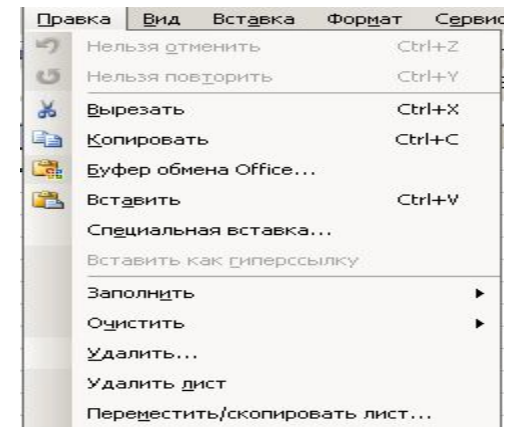 Правка Вид Вставка Формат Сервис
Нельзя отменить Ctrl+Z
Нельзя повторить Ctrl+Y
Вырезать Ctrl+X
Копировать Ctrl+C
Буфер обмена Office...
Вставить Ctrl+V
Специальная вставка...
Вставить как гиперссылку
Заполнить
Очистить
Удалить...
Удалить лист
Переместить/скопировать лист...